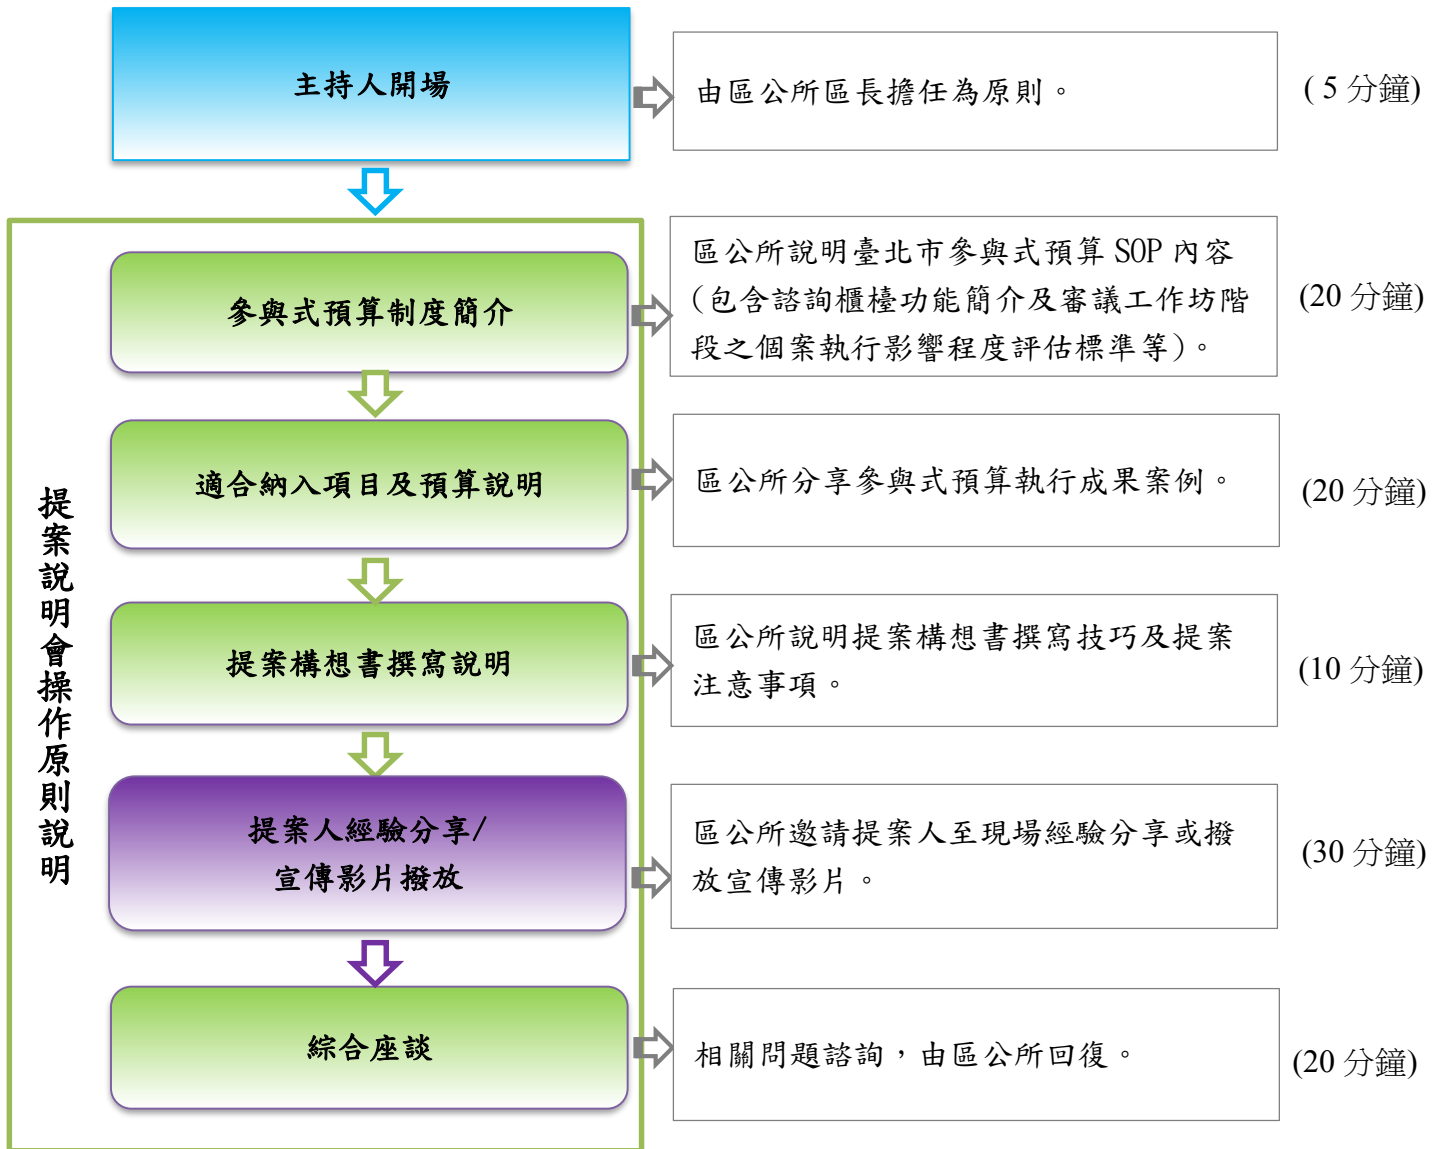 主持人開場
由區公所區長擔任為原則。
( 5 分鐘)
提案說明會操作原則說明
參與式預算制度簡介
區公所說明臺北市參與式預算 SOP 內容
(包含諮詢櫃檯功能簡介及審議工作坊階
段之個案執行影響程度評估標準等)。
(20 分鐘)
適合納入項目及預算說明
區公所分享參與式預算執行成果案例。
(20 分鐘)
提案構想書撰寫說明
區公所說明提案構想書撰寫技巧及提案
注意事項。
(10 分鐘)
提案人經驗分享/
宣傳影片撥放
區公所邀請提案人至現場經驗分享或撥
放宣傳影片。
(30 分鐘)
綜合座談
相關問題諮詢，由區公所回復。
(20 分鐘)